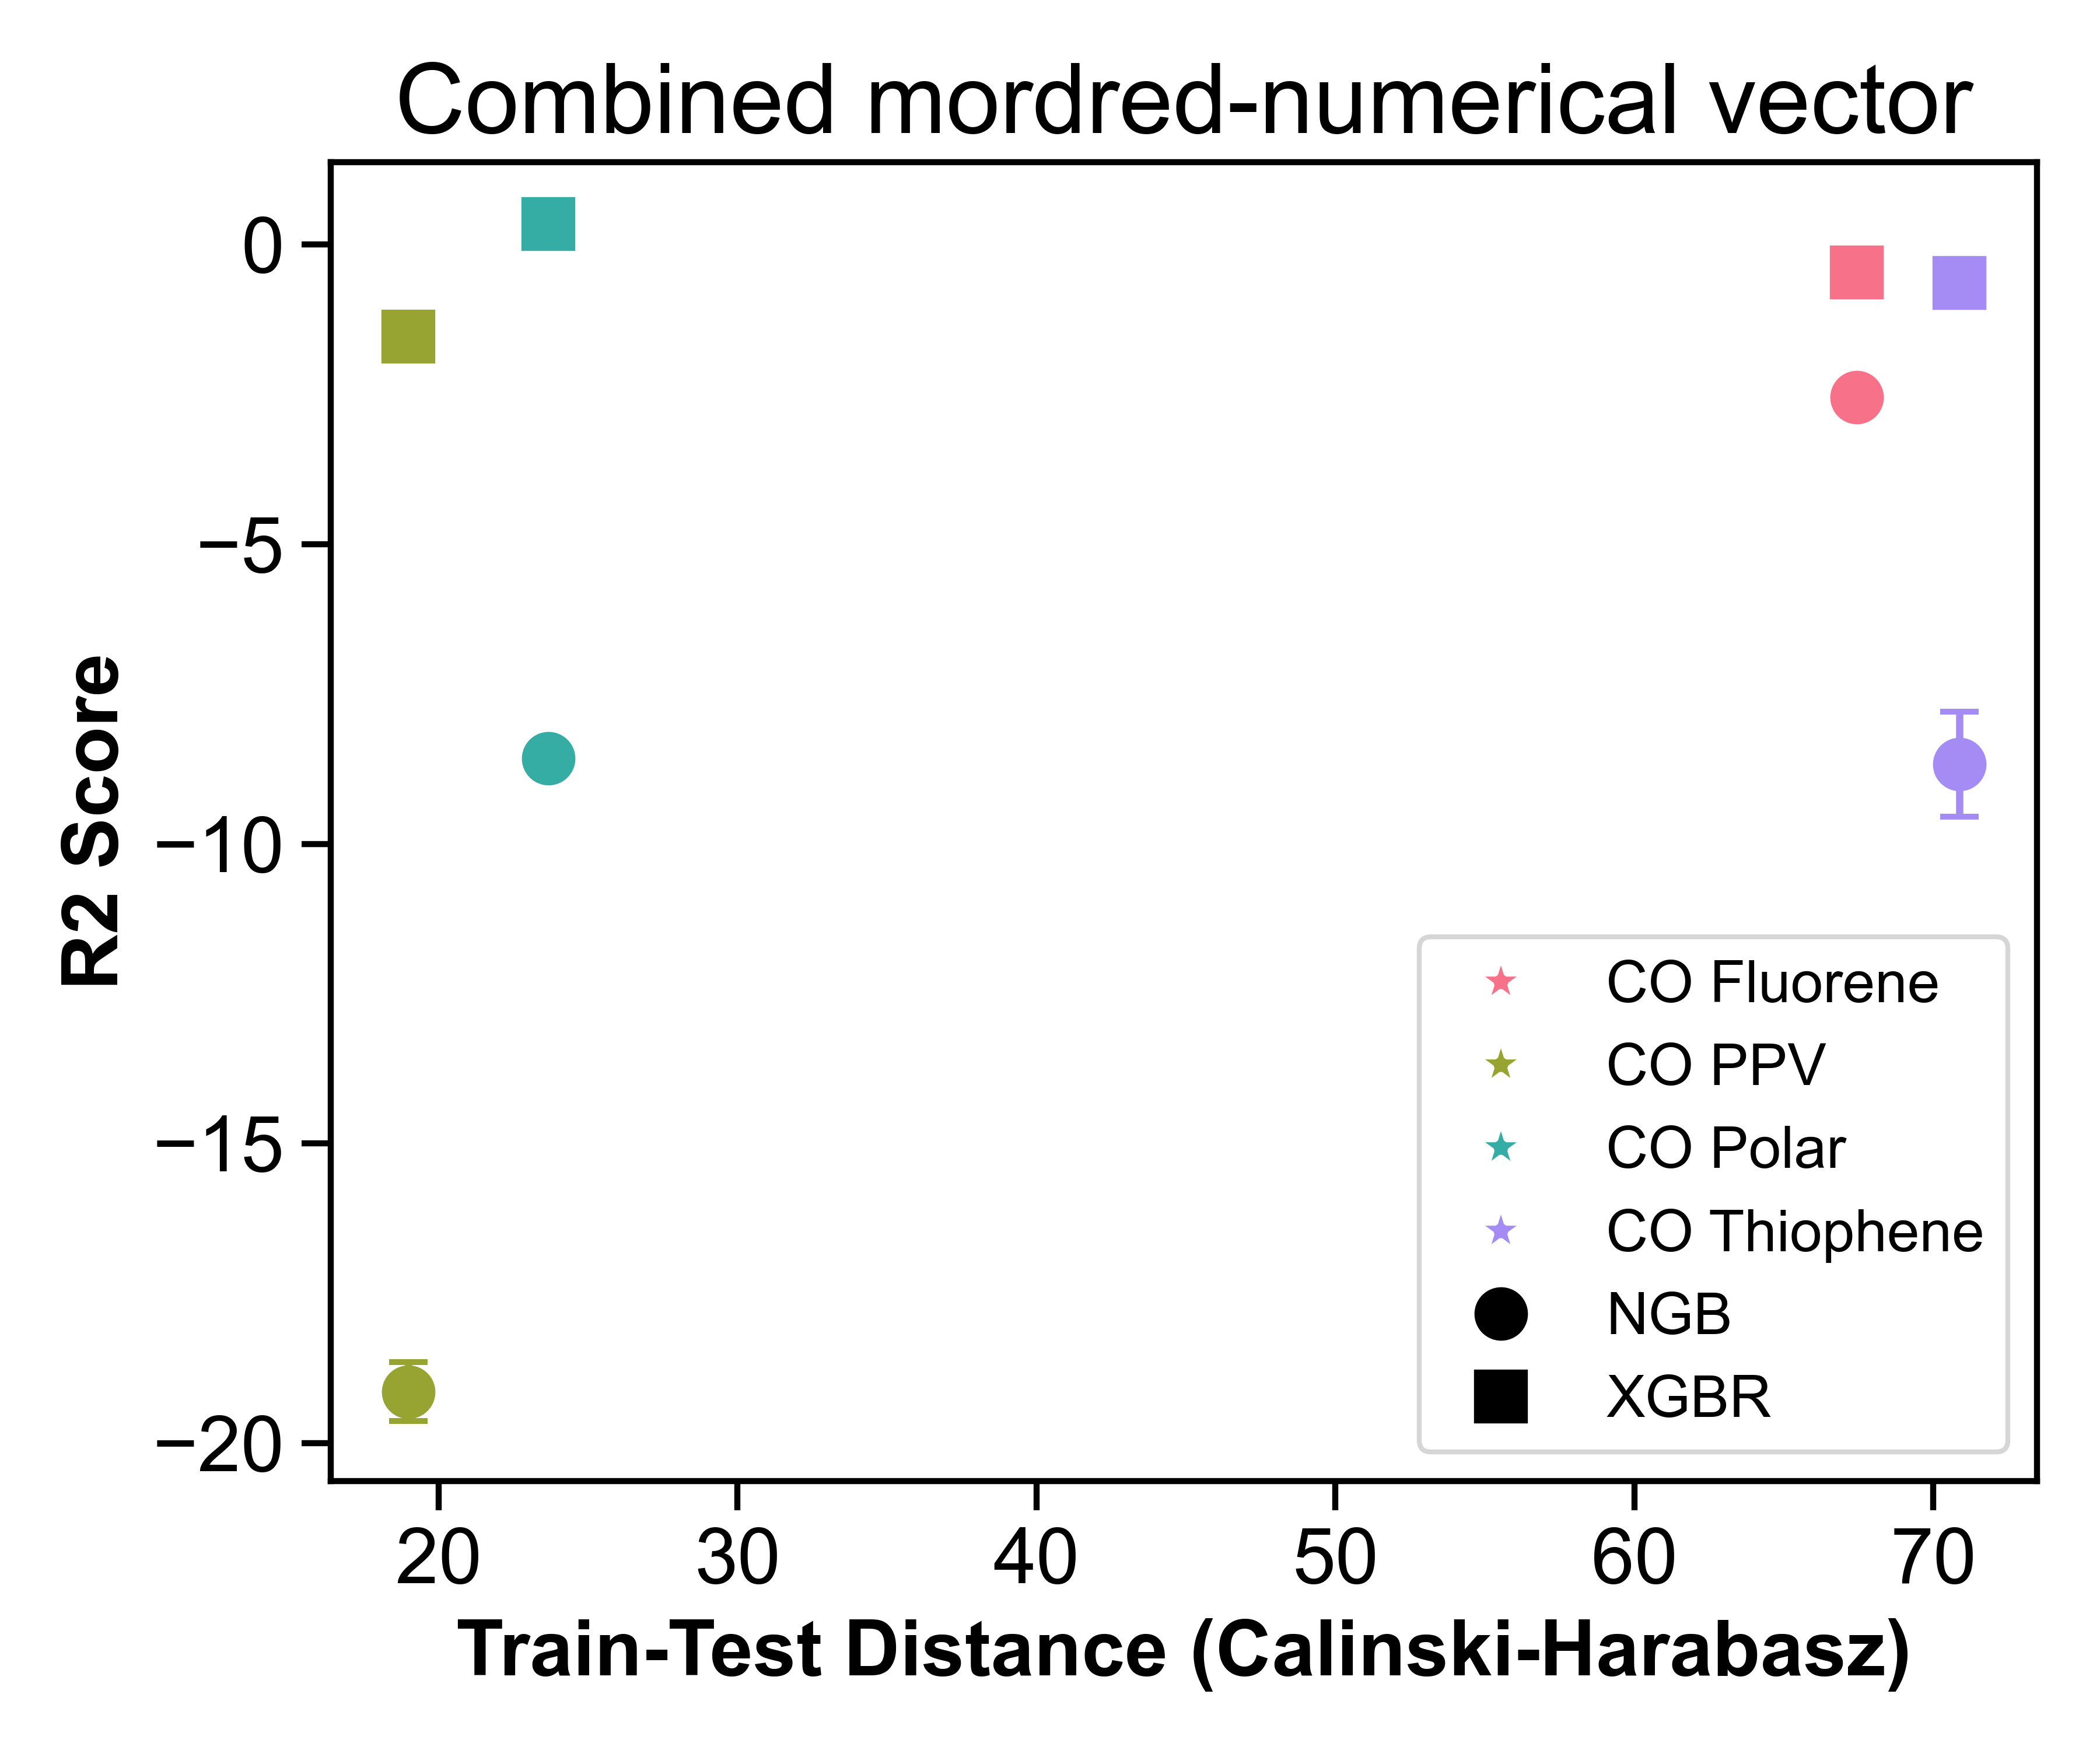 Combined mordred-numerical vector
R2 Score
0
−5
−10
−15
−20
CO Fluorene
CO PPV
CO Polar
CO Thiophene
NGB
XGBR
20 30 40 50 60 70
Train-Test Distance (Calinski-Harabasz)